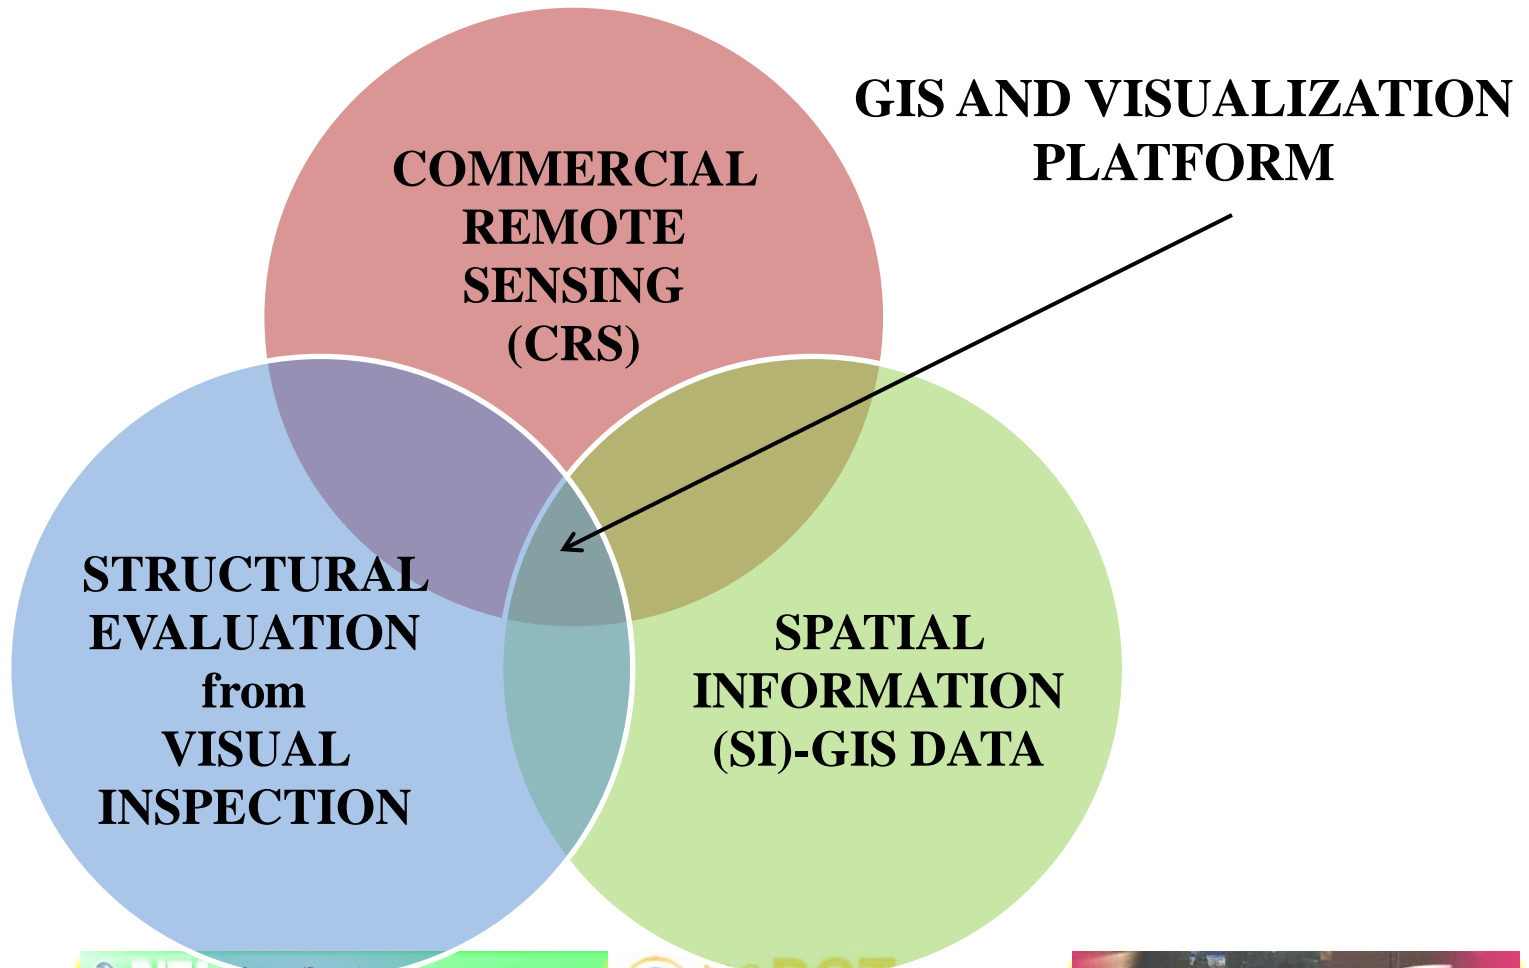 GIS AND VISUALIZATION
PLATFORM
COMMERCIAL
REMOTE
SENSING
(CRS)
STRUCTURAL
EVALUATION
from
VISUAL
INSPECTION
SPATIAL
INFORMATION
(SI)-GIS DATA